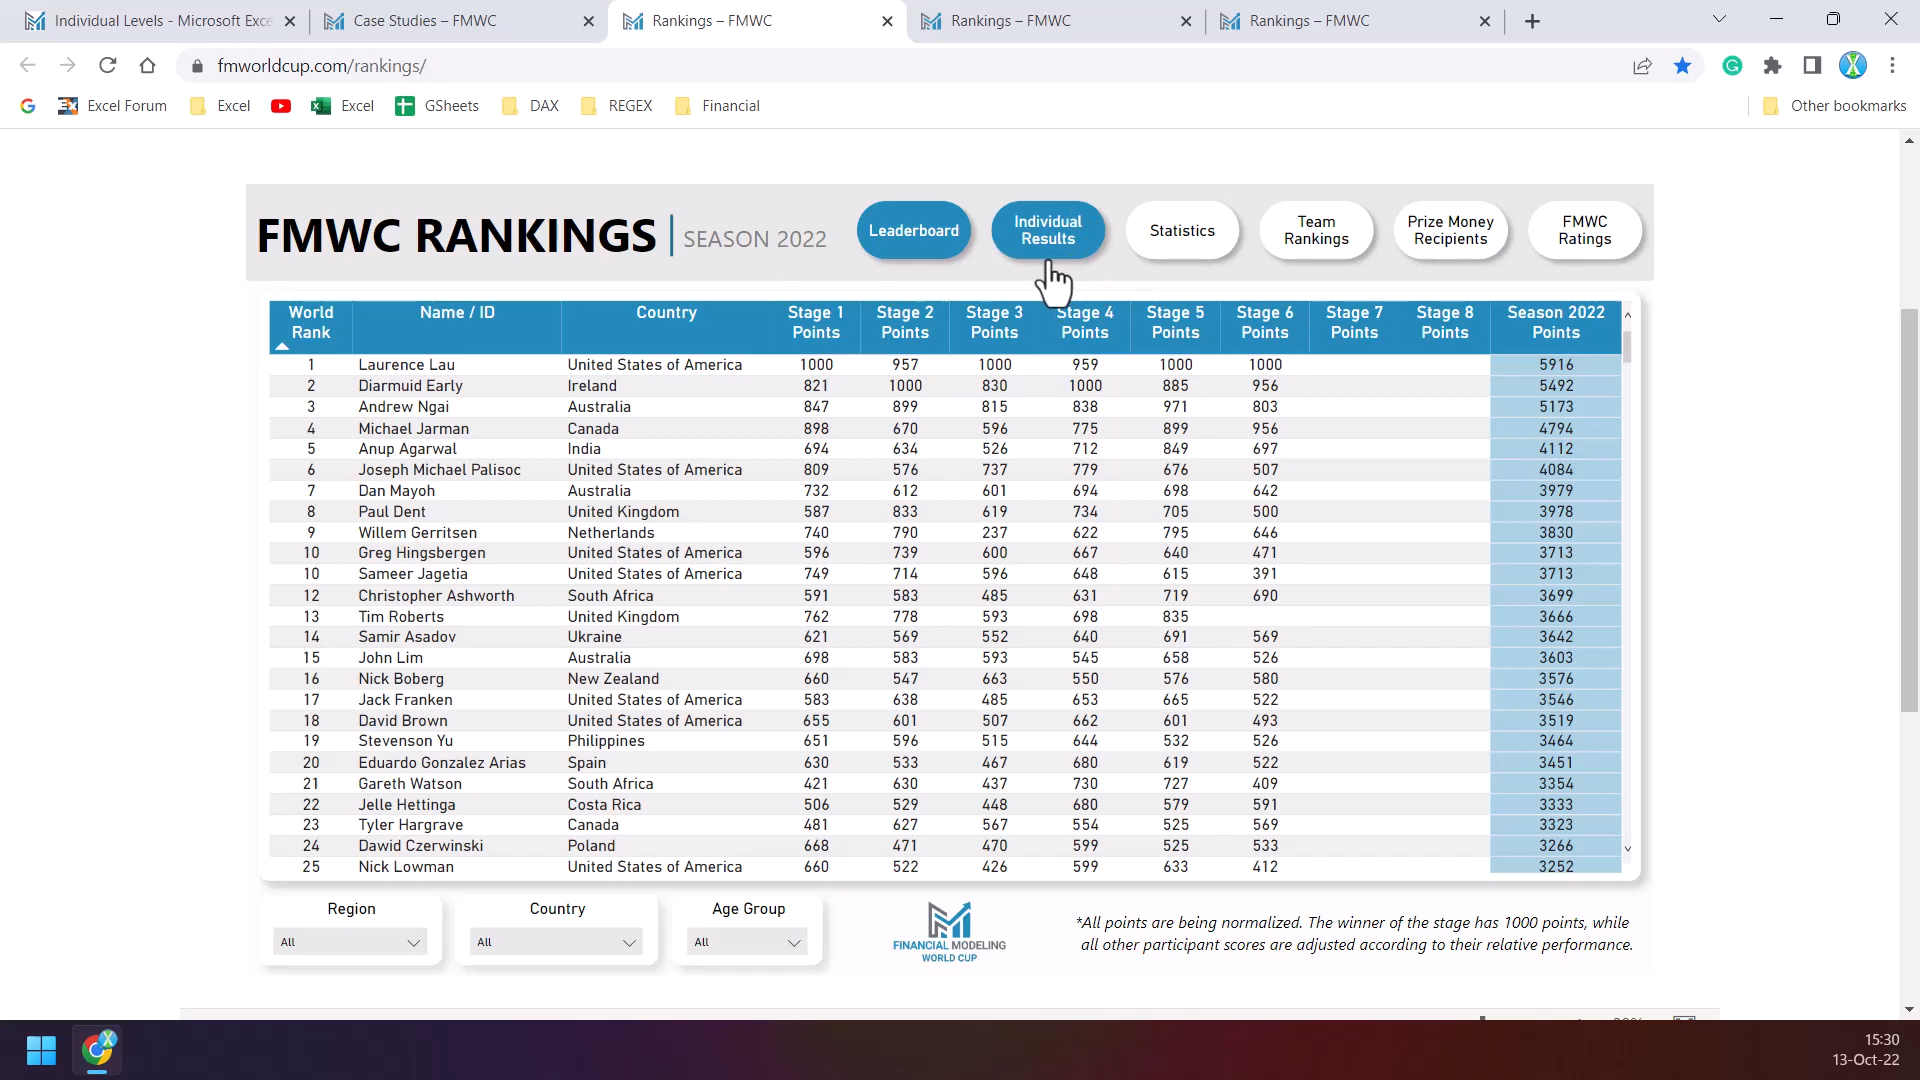 Individual Levels - Microsoft Exce
Case Studies – FMWC
Rankings – FMWC
Rankings – FMWC
Rankings – FMWC
fmworldcup.com/rankings/
Excel Forum
Excel
Excel
GSheets
DAX
REGEX
Financial
Other bookmarks
FMWC RANKINGS
SEASON 2022
Leaderboard
Individual
Results
Statistics
Team
Rankings
Prize Money
Recipients
FMWC
Ratings
World Rank Name / ID Country Stage 1 Points Stage 2 Points Stage 3 Points Stage 4 Points Stage 5 Points Stage 6 Points Stage 7 Points Stage 8 Points Season 2022 Points
1 Laurence Lau United States of America 1000 957 1000 959 1000 1000 5916
2 Diarmuid Early Ireland 821 1000 830 1000 885 956 5492
3 Andrew Ngai Australia 847 899 815 838 971 803 5173
4 Michael Jarman Canada 898 670 596 775 899 956 4794
5 Anup Agarwal India 694 634 526 712 849 697 4112
6 Joseph Michael Palisoc United States of America 809 576 737 779 676 507 4084
7 Dan Mayoh Australia 732 612 601 694 698 642 3979
8 Paul Dent United Kingdom 587 833 619 734 705 500 3978
9 Willem Gerritsen Netherlands 740 790 237 622 795 646 3830
10 Greg Hingsbergen United States of America 596 739 600 667 640 471 3713
10 Sameer Jagetia United States of America 749 714 596 648 615 391 3713
12 Christopher Ashworth South Africa 591 583 485 631 719 690 3699
13 Tim Roberts United Kingdom 762 778 593 698 835 3666
14 Samir Asadov Ukraine 621 569 552 640 691 569 3642
15 John Lim Australia 698 583 593 545 658 526 3603
16 Nick Boberg New Zealand 660 547 663 550 576 580 3576
17 Jack Franken United States of America 583 638 485 653 665 522 3546
18 David Brown United States of America 655 601 507 662 601 493 3519
19 Stevenson Yu Philippines 651 596 515 644 532 526 3464
20 Eduardo Gonzalez Arias Spain 630 533 467 680 619 522 3451
21 Gareth Watson South Africa 421 630 437 730 727 409 3354
22 Jelle Hettinga Costa Rica 506 529 448 680 579 591 3333
23 Tyler Hargrave Canada 481 627 567 554 525 569 3323
24 Dawid Czerwinski Poland 668 471 470 599 525 533 3266
25 Nick Lowman United States of America 660 522 426 599 633 412 3252
Region
All
Country
All
Age Group
All
FINANCIAL MODELING
WORLD CUP
*All points are being normalized. The winner of the stage has 1000 points, while
all other participant scores are adjusted according to their relative performance.
15:30
13-Oct-22